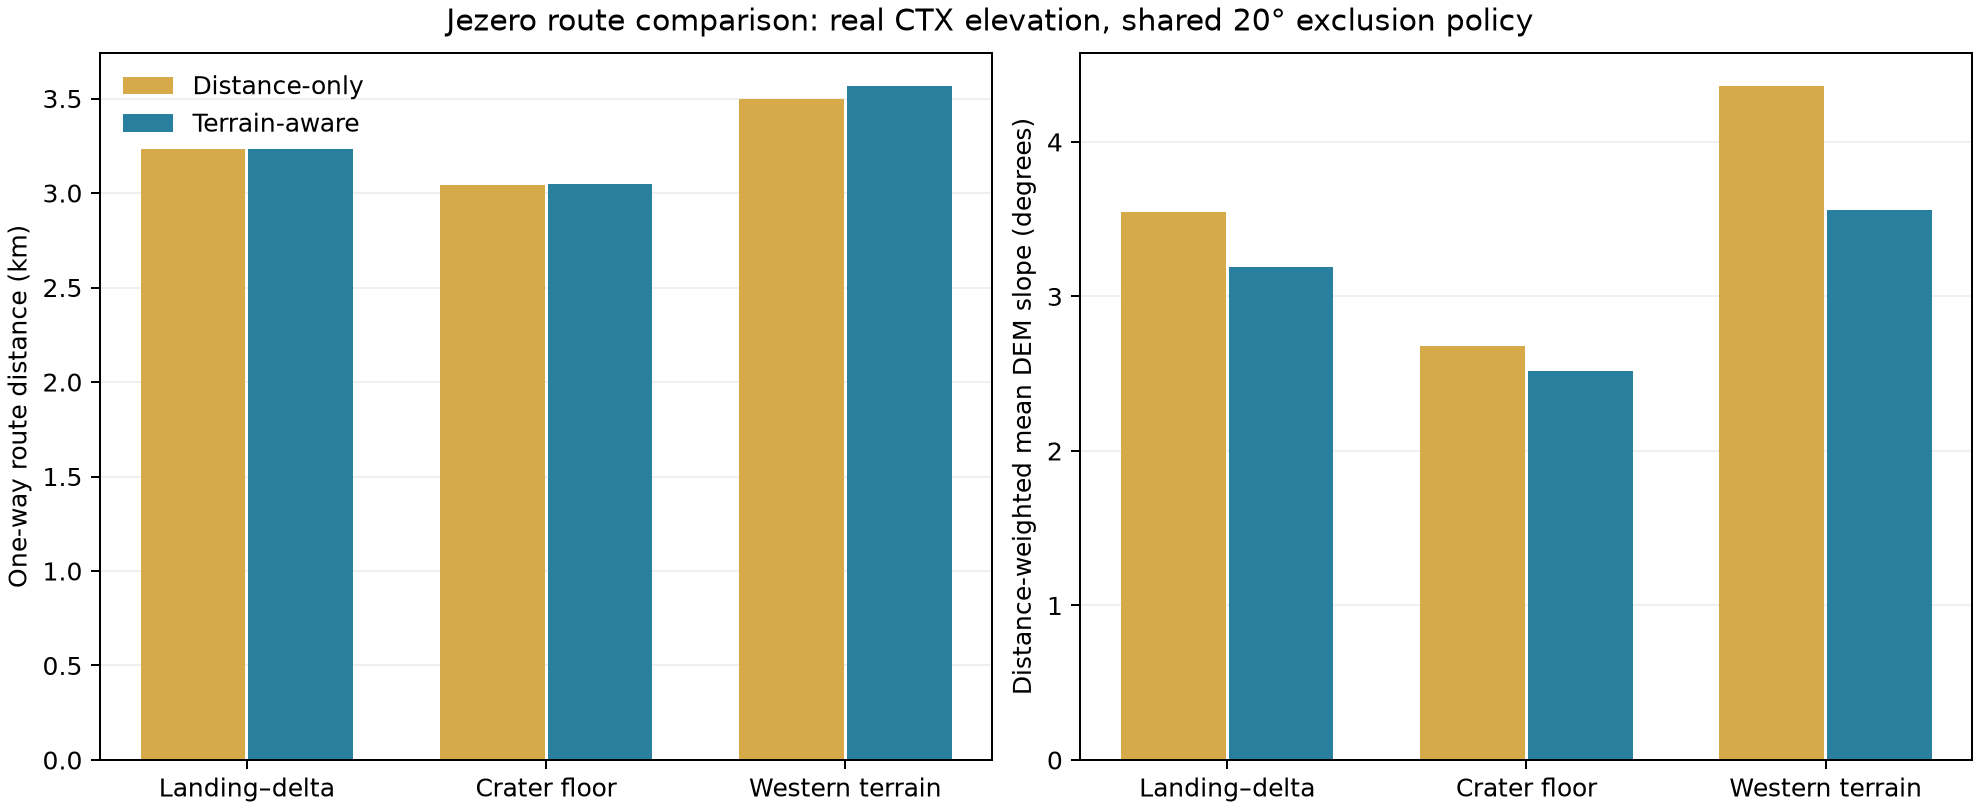 Jezero route comparison: real CTX elevation, shared 20° exclusion policy
One-way route distance (km)
3.5
3.0
2.5
2.0
1.5
1.0
0.5
0.0
Distance-only
Terrain-aware
Landing–delta
Crater floor
Western terrain
Distance-weighted mean DEM slope (degrees)
4
3
2
1
0
Landing–delta
Crater floor
Western terrain